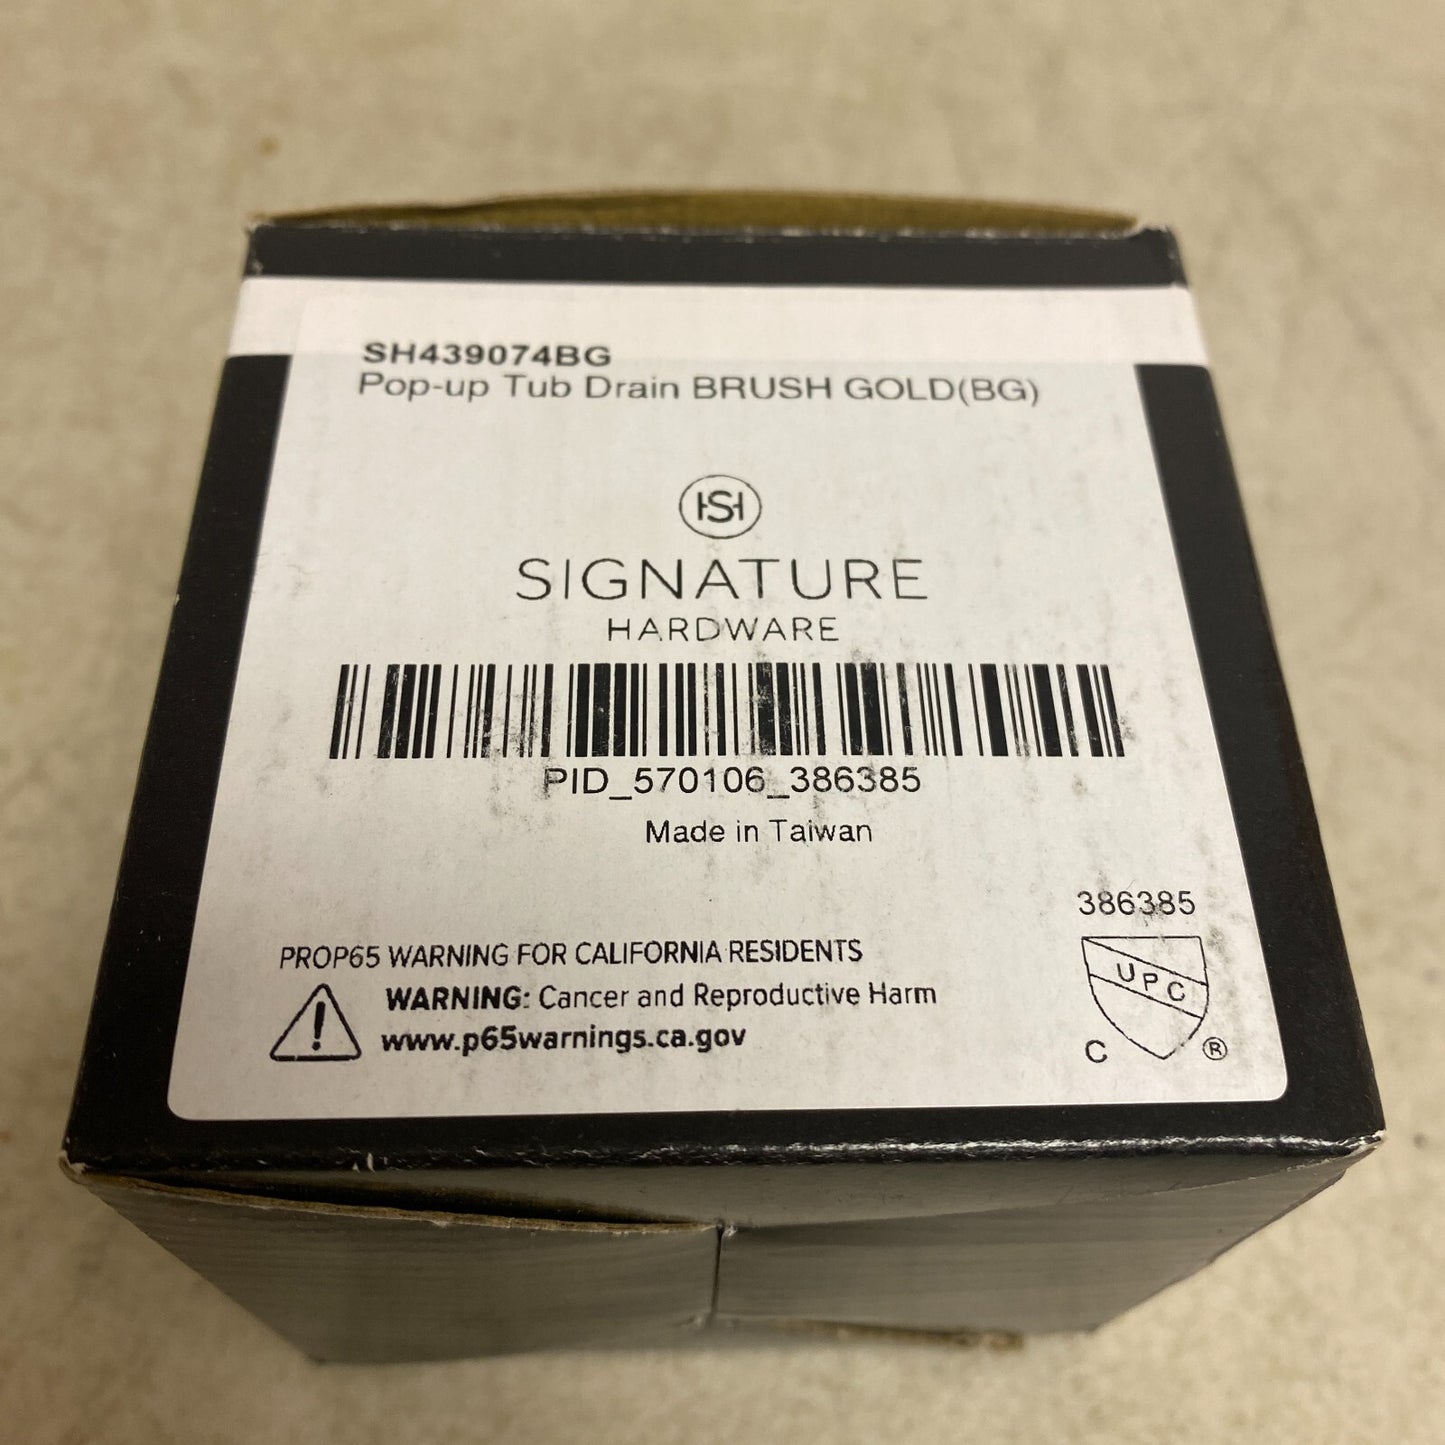 SH439074BG
Pop-up Tub Drain BRUSH GOLD(BG)
HSH
SIGNATURE
HARDWARE
PID_570106_386385
Made in Taiwan
386385
PROP65 WARNING FOR CALIFORNIA RESIDENTS
! WARNING: Cancer and Reproductive Harm
www.p65warnings.ca.gov
UPC
C ®